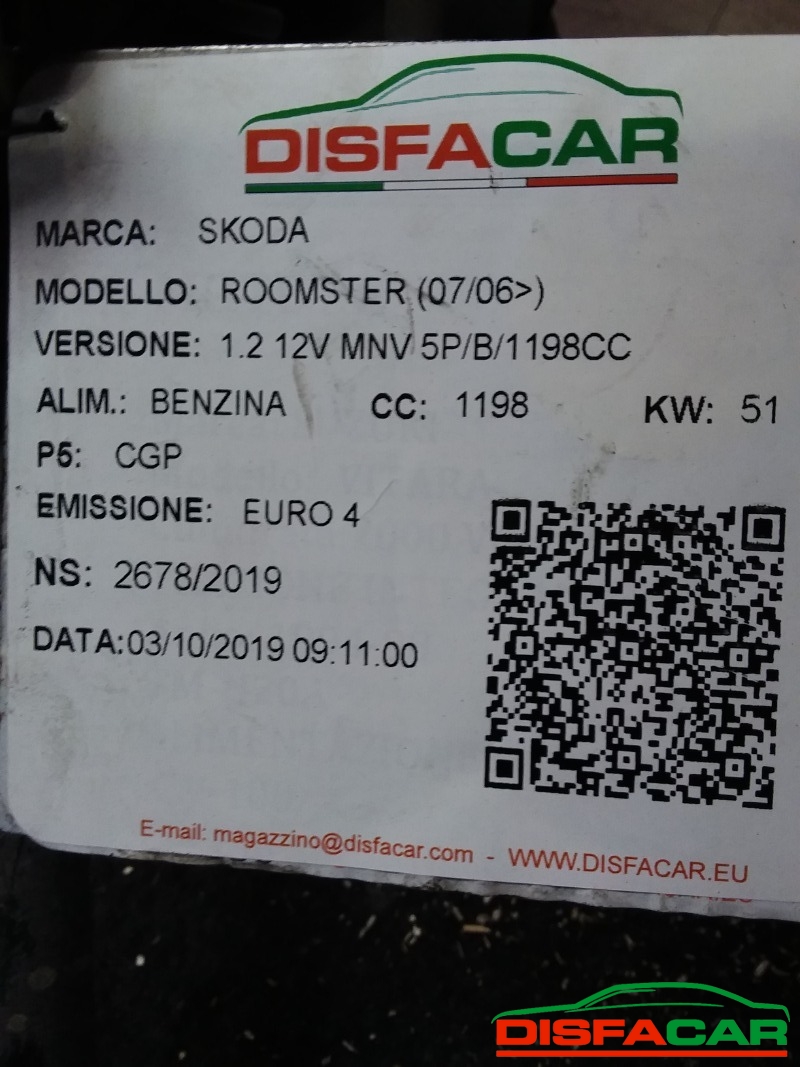 DISFACAR
MARCA: SKODA
MODELLO: ROOMSTER (07/06>)
VERSIONE: 1.2 12V MNV 5P/B/1198CC
ALIM.: BENZINA CC: 1198 KW: 51
P5: CGP
EMISSIONE: EURO 4
NS: 2678/2019
DATA:03/10/2019 09:11:00
E-mail: magazzino@disfacar.com - WWW.DISFACAR.EU
DISFACAR